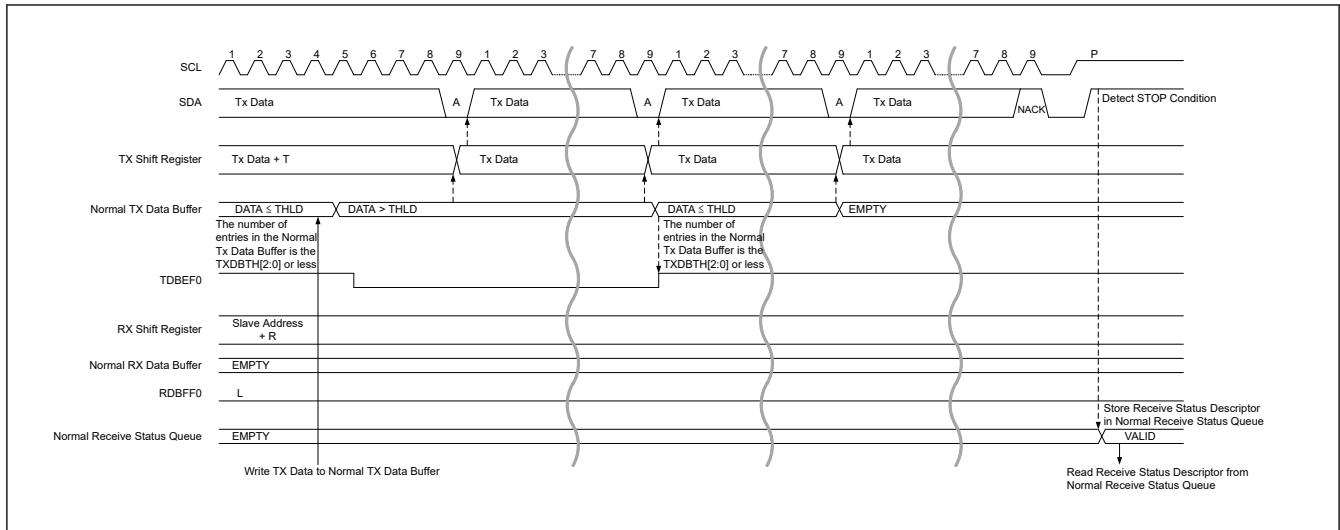 1 2 3 4 5 6 7 8 9 1 2 3 7 8 9 1 2 3 7 8 9 1 2 3 7 8 9 P
SCL
SDA Tx Data A Tx Data A Tx Data A Tx Data NACK Detect STOP Condition
TX Shift Register Tx Data + T Tx Data Tx Data Tx Data
Normal TX Data Buffer DATA ≤ THLD DATA > THLD DATA ≤ THLD EMPTY
The number of
entries in the Normal
Tx Data Buffer is the
TXDBTH[2:0] or less
The number of
entries in the Normal
Tx Data Buffer is the
TXDBTH[2:0] or less
TDBEF0
RX Shift Register Slave Address
+ R
Normal RX Data Buffer EMPTY
RDBFF0 L
Store Receive Status Descriptor
in Normal Receive Status Queue
Normal Receive Status Queue EMPTY VALID
Write TX Data to Normal TX Data Buffer
Read Receive Status Descriptor from
Normal Receive Status Queue